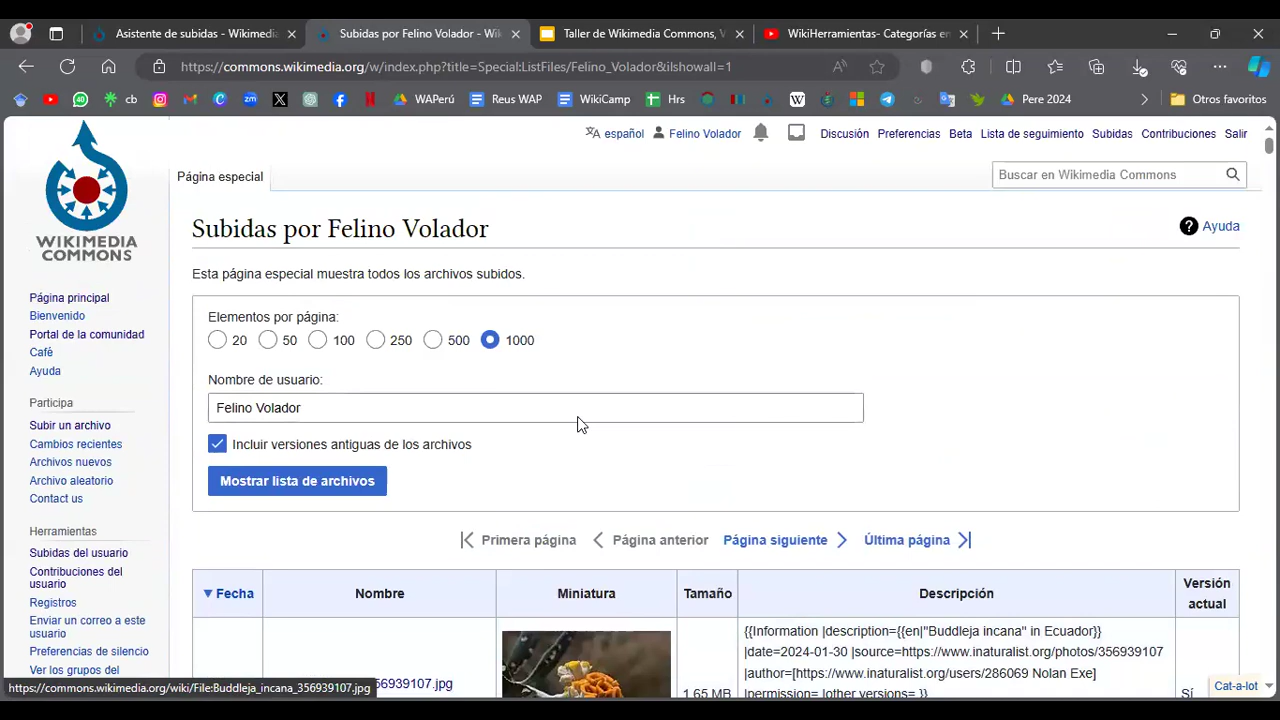 Asistente de subidas - Wikimedia
Subidas por Felino Volador - Wi
Taller de Wikimedia Commons, V
WikiHerramientas- Categorías en
https://commons.wikimedia.org/w/index.php?title=Special:ListFiles/Felino_Volador&ilshowall=1
cb
WAPerú
Reus WAP
WikiCamp
Hrs
Pere 2024
Otros favoritos
español
Felino Volador
Discusión
Preferencias
Beta
Lista de seguimiento
Subidas
Contribuciones
Salir
Página especial
Buscar en Wikimedia Commons
WIKIMEDIA
COMMONS
Subidas por Felino Volador
Ayuda
Esta página especial muestra todos los archivos subidos.
Página principal
Bienvenido
Portal de la comunidad
Café
Ayuda
Participa
Subir un archivo
Cambios recientes
Archivos nuevos
Archivo aleatorio
Contact us
Herramientas
Subidas del usuario
Contribuciones del
usuario
Registros
Enviar un correo a este
usuario
Preferencias de silencio
Ver los grupos del
Elementos por página:
20 50 100 250 500 1000
Nombre de usuario:
Felino Volador
Incluir versiones antiguas de los archivos
Mostrar lista de archivos
Primera página
Página anterior
Página siguiente
Última página
Fecha
Nombre
Miniatura
Tamaño
Descripción
Versión
actual
{{Information |description={{en|"Buddleja incana" in Ecuador}}
|date=2024-01-30 |source=https://www.inaturalist.org/photos/356939107
|author=[https://www.inaturalist.org/users/286069 Nolan Exe]
|permission= |other versions= }}
356939107.jpg
1,65 MB
Sí
https://commons.wikimedia.org/wiki/File:Buddleja_incana_356939107.jpg
Cat-a-lot